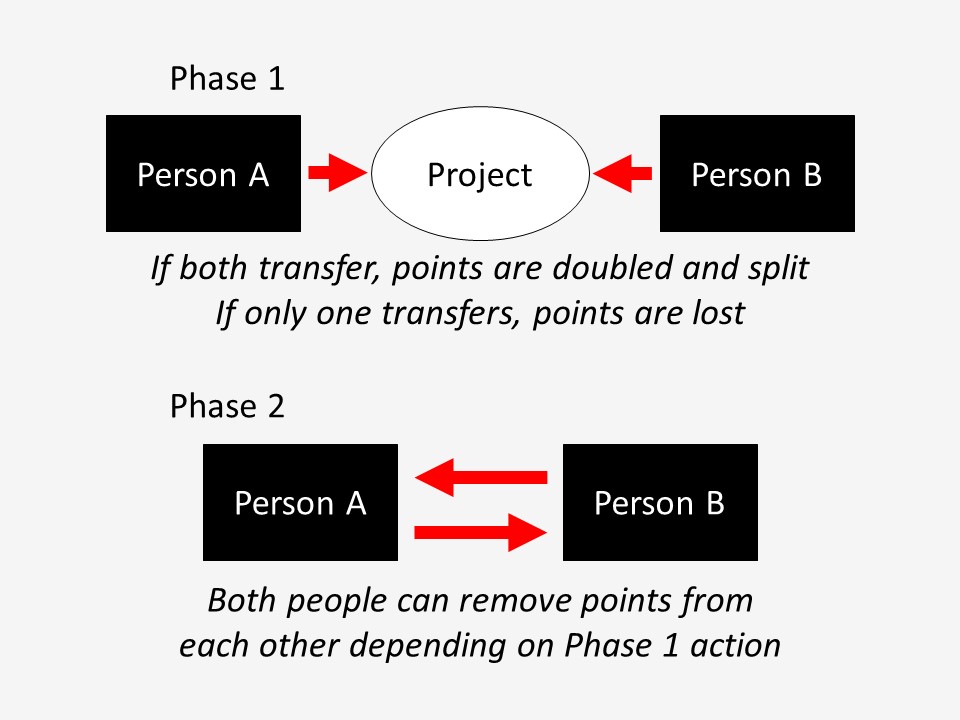 Phase 1
Person A
Project
Person B
If both transfer, points are doubled and split
If only one transfers, points are lost
Phase 2
Person A
Person B
Both people can remove points from
each other depending on Phase 1 action